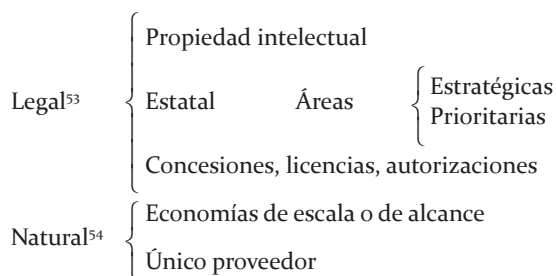 Propiedad intelectual
Legal⁵³ Estatal Áreas Estratégicas
Prioritarias
Concesiones, licencias, autorizaciones
Economías de escala o de alcance
Natural⁵⁴
Único proveedor